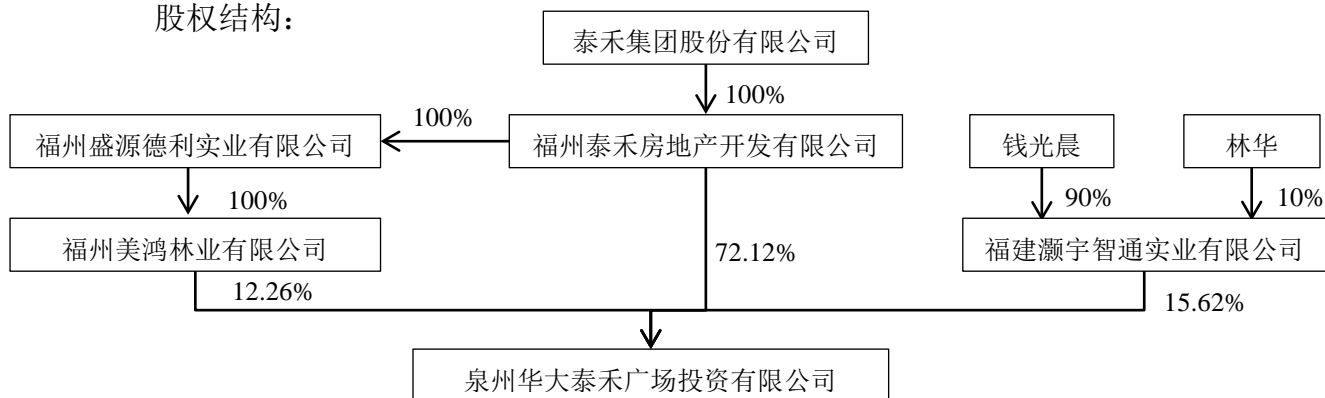 股权结构：
泰禾集团股份有限公司
100%
100%
福州盛源德利实业有限公司
福州泰禾房地产开发有限公司
钱光晨
林华
100%
90%
10%
福州美鸿林业有限公司
72.12%
福建灏宇智通实业有限公司
12.26%
15.62%
泉州华大泰禾广场投资有限公司